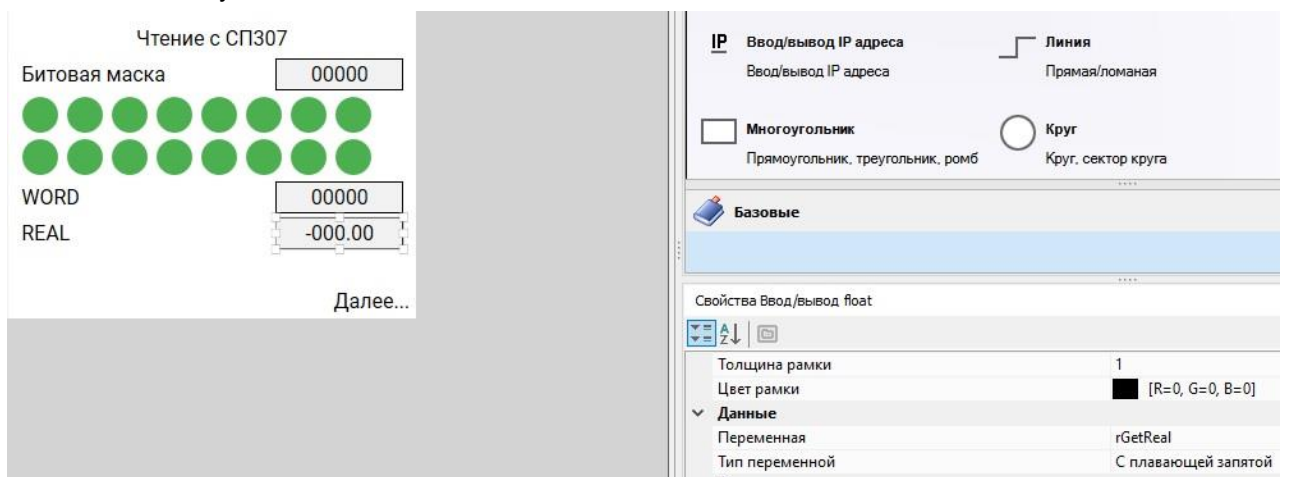 Чтение с СП307
Битовая маска 00000
WORD 00000
REAL -000.00
Далее...
IP Ввод/вывод IP адреса
Ввод/вывод IP адреса
Линия
Прямая/ломаная
Многоугольник
Прямоугольник, треугольник, ромб
Круг
Круг, сектор круга
Базовые
Свойства Ввод/вывод float
Толщина рамки 1
Цвет рамки [R=0, G=0, B=0]
Данные
Переменная rGetReal
Тип переменной С плавающей запятой